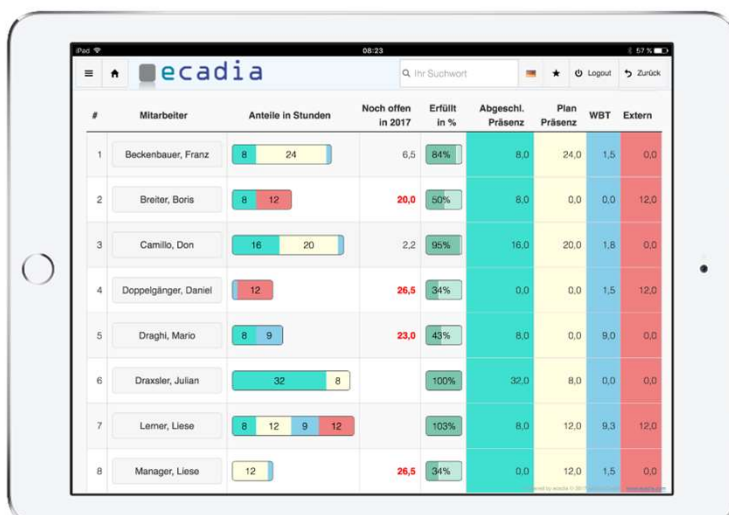 iPad 08:23 57 %
ecadia Ihr Suchwort Logout Zurück
# Mitarbeiter Anteile in Stunden Noch offen in 2017 Erfüllt in % Abgeschl. Präsenz Plan Präsenz WBT Extern
1 Beckenbauer, Franz 8 24 6,5 84% 8,0 24,0 1,5 0,0
2 Breiter, Boris 8 12 20,0 50% 8,0 0,0 0,0 12,0
3 Camillo, Don 16 20 2,2 95% 16,0 20,0 1,8 0,0
4 Doppelgänger, Daniel 12 26,5 34% 0,0 0,0 1,5 12,0
5 Draghi, Mario 8 9 23,0 43% 8,0 0,0 9,0 0,0
6 Draxsler, Julian 32 8 100% 32,0 8,0 0,0 0,0
7 Lerner, Liese 8 12 9 12 103% 8,0 12,0 9,3 12,0
8 Manager, Liese 12 26,5 34% 0,0 12,0 1,5 0,0